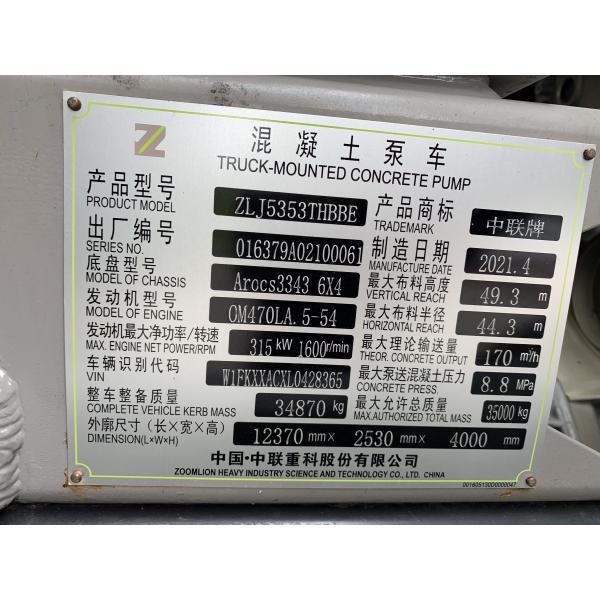 混凝土泵车
TRUCK-MOUNTED CONCRETE PUMP
产品型号 ZLJ5353THBBE 产品商标 中联牌
PRODUCT MODEL TRADEMARK
出厂编号 016379A02100061 制造日期 2021.4
SERIES NO. MANUFACTURE DATE
底盘型号 Arocs3343 6X4 最大布料高度 49.3 m
MODEL OF CHASSIS VERTICAL REACH
发动机型号 OM470LA.5-54 最大布料半径 44.3 m
MODEL OF ENGINE HORIZONTAL REACH
发动机最大净功率/转速 315 kW 1600 r/min 最大理论输送量 170 m³/h
MAX. ENGINE NET POWER/RPM THEOR. CONCRETE OUTPUT
车辆识别代码 W1FKXXACXL0428365 最大泵送混凝土压力 8.8 MPa
VIN CONCRETE PRESS.
整车整备质量 34870 kg 最大允许总质量 35000 kg
COMPLETE VEHICLE KERB MASS MAX.AUTHORIZED TOTAL MASS
外廓尺寸（长×宽×高） 12370 mm× 2530 mm× 4000 mm
DIMENSION(L×W×H)
中国·中联重科股份有限公司
ZOOMLION HEAVY INDUSTRY SCIENCE AND TECHNOLOGY CO., LTD. CHINA
001605130D0000047